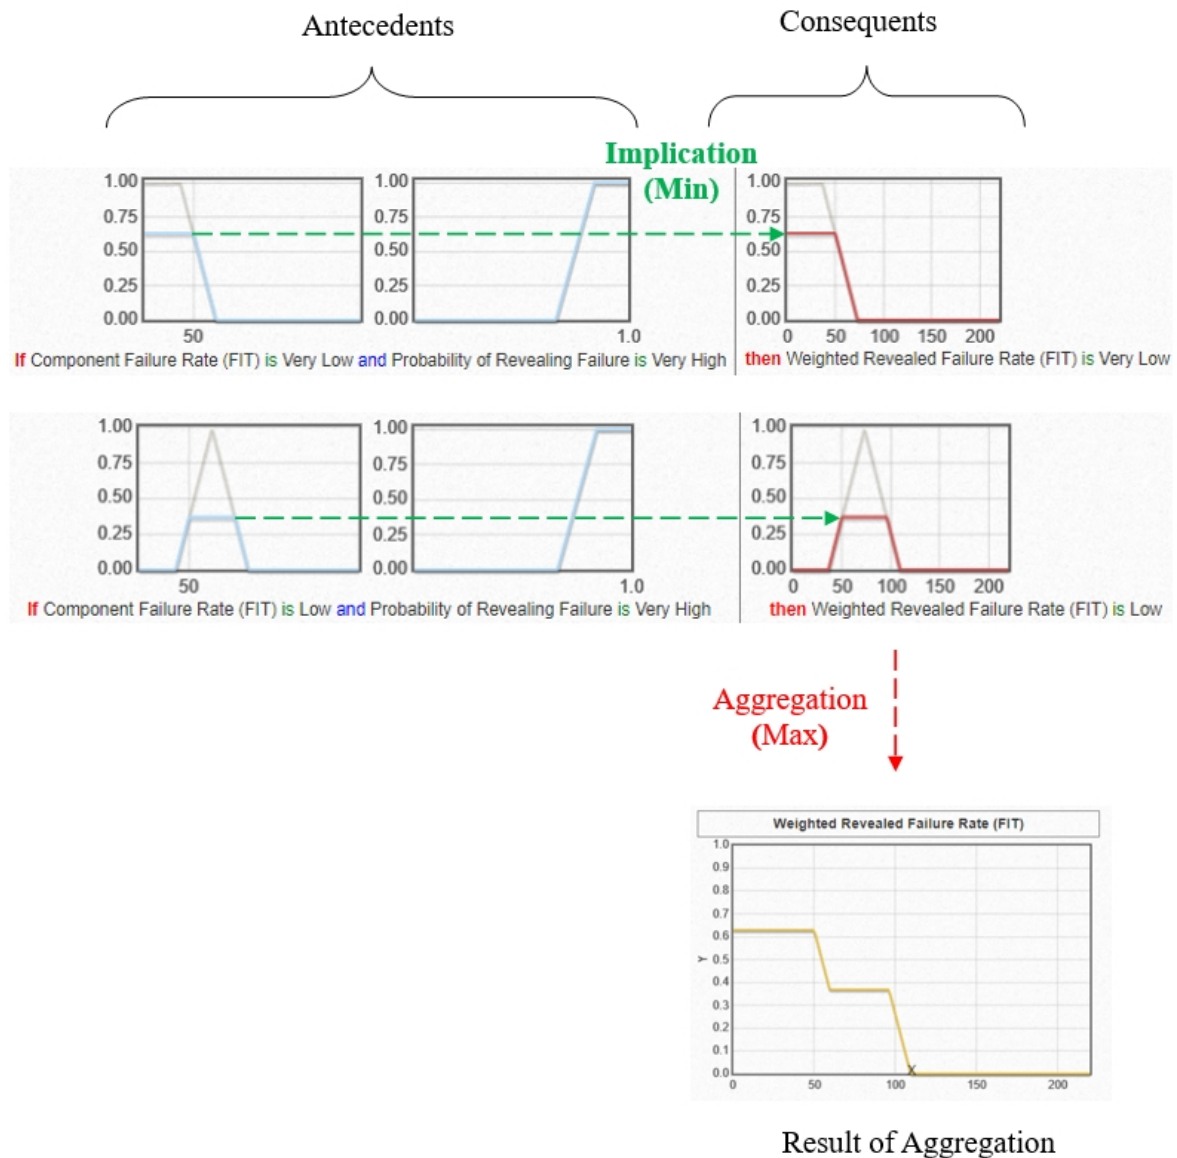 Antecedents
Consequents
Implication
(Min)
1.00
0.75
0.50
0.25
0.00
50
1.00
0.75
0.50
0.25
0.00
1.0
1.00
0.75
0.50
0.25
0.00
0 50 100 150 200
If Component Failure Rate (FIT) is Very Low and Probability of Revealing Failure is Very High
then Weighted Revealed Failure Rate (FIT) is Very Low
1.00
0.75
0.50
0.25
0.00
50
1.00
0.75
0.50
0.25
0.00
1.0
1.00
0.75
0.50
0.25
0.00
0 50 100 150 200
If Component Failure Rate (FIT) is Low and Probability of Revealing Failure is Very High
then Weighted Revealed Failure Rate (FIT) is Low
Aggregation
(Max)
Weighted Revealed Failure Rate (FIT)
1.0
0.9
0.8
0.7
0.6
0.5
0.4
0.3
0.2
0.1
0.0
Y
X
0 50 100 150 200
Result of Aggregation